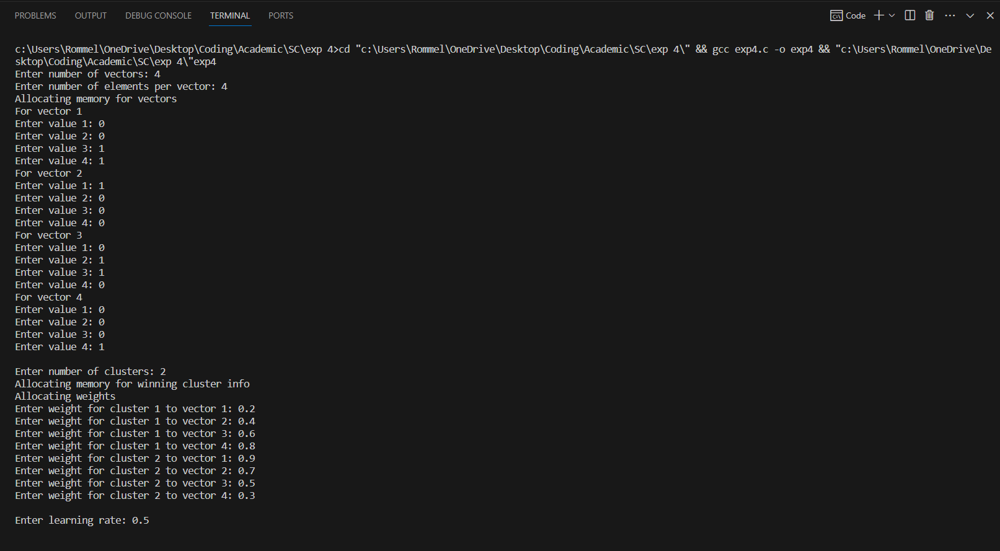 PROBLEMS OUTPUT DEBUG CONSOLE TERMINAL PORTS Code
c:\Users\Rommel\OneDrive\Desktop\Coding\Academic\SC\exp 4>cd "c:\Users\Rommel\OneDrive\Desktop\Coding\Academic\SC\exp 4\" && gcc exp4.c -o exp4 && "c:\Users\Rommel\OneDrive\De
sktop\Coding\Academic\SC\exp 4\"exp4
Enter number of vectors: 4
Enter number of elements per vector: 4
Allocating memory for vectors
For vector 1
Enter value 1: 0
Enter value 2: 0
Enter value 3: 1
Enter value 4: 1
For vector 2
Enter value 1: 1
Enter value 2: 0
Enter value 3: 0
Enter value 4: 0
For vector 3
Enter value 1: 0
Enter value 2: 1
Enter value 3: 1
Enter value 4: 0
For vector 4
Enter value 1: 0
Enter value 2: 0
Enter value 3: 0
Enter value 4: 1

Enter number of clusters: 2
Allocating memory for winning cluster info
Allocating weights
Enter weight for cluster 1 to vector 1: 0.2
Enter weight for cluster 1 to vector 2: 0.4
Enter weight for cluster 1 to vector 3: 0.6
Enter weight for cluster 1 to vector 4: 0.8
Enter weight for cluster 2 to vector 1: 0.9
Enter weight for cluster 2 to vector 2: 0.7
Enter weight for cluster 2 to vector 3: 0.5
Enter weight for cluster 2 to vector 4: 0.3

Enter learning rate: 0.5